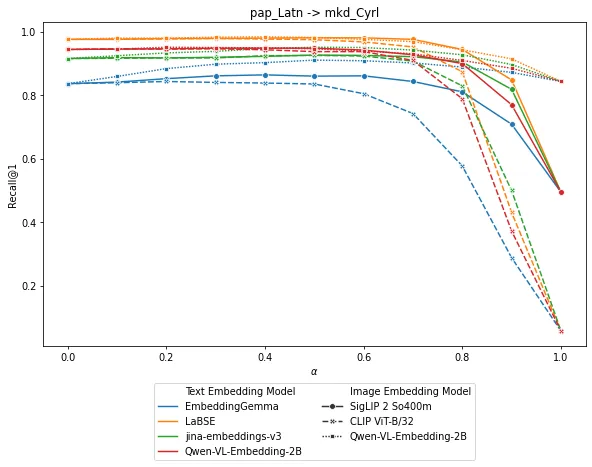 pap_Latn -> mkd_Cyrl
Recall@1
1.0
0.8
0.6
0.4
0.2
0.0 0.2 0.4 0.6 0.8 1.0
α
Text Embedding Model
EmbeddingGemma
LaBSE
jina-embeddings-v3
Qwen-VL-Embedding-2B
Image Embedding Model
SigLIP 2 So400m
CLIP ViT-B/32
Qwen-VL-Embedding-2B